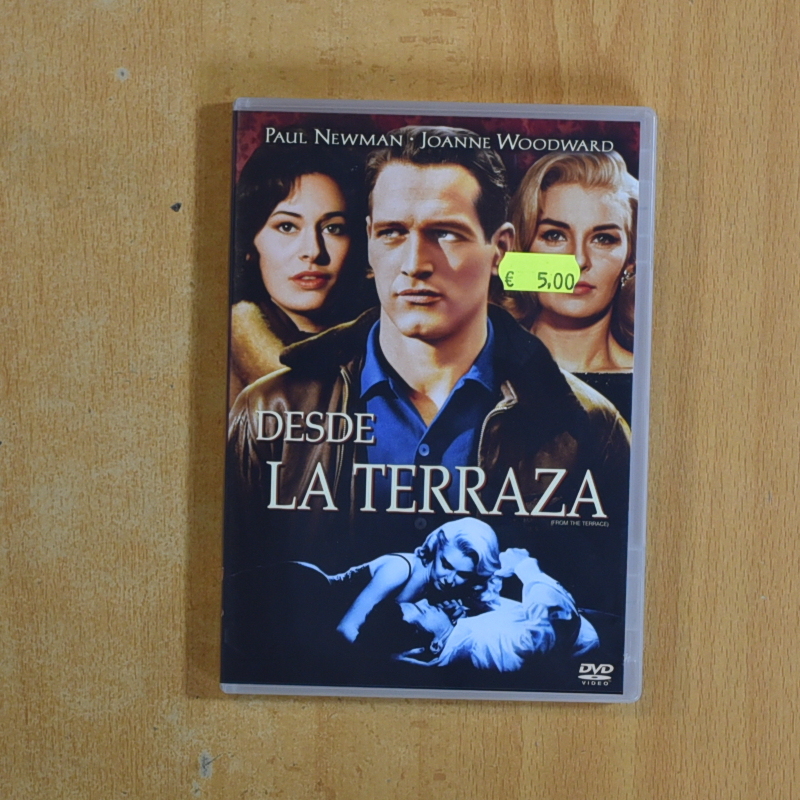 PAUL NEWMAN · JOANNE WOODWARD
€ 5,00
DESDE
LA TERRAZA
(FROM THE TERRACE)
DVD
VIDEO